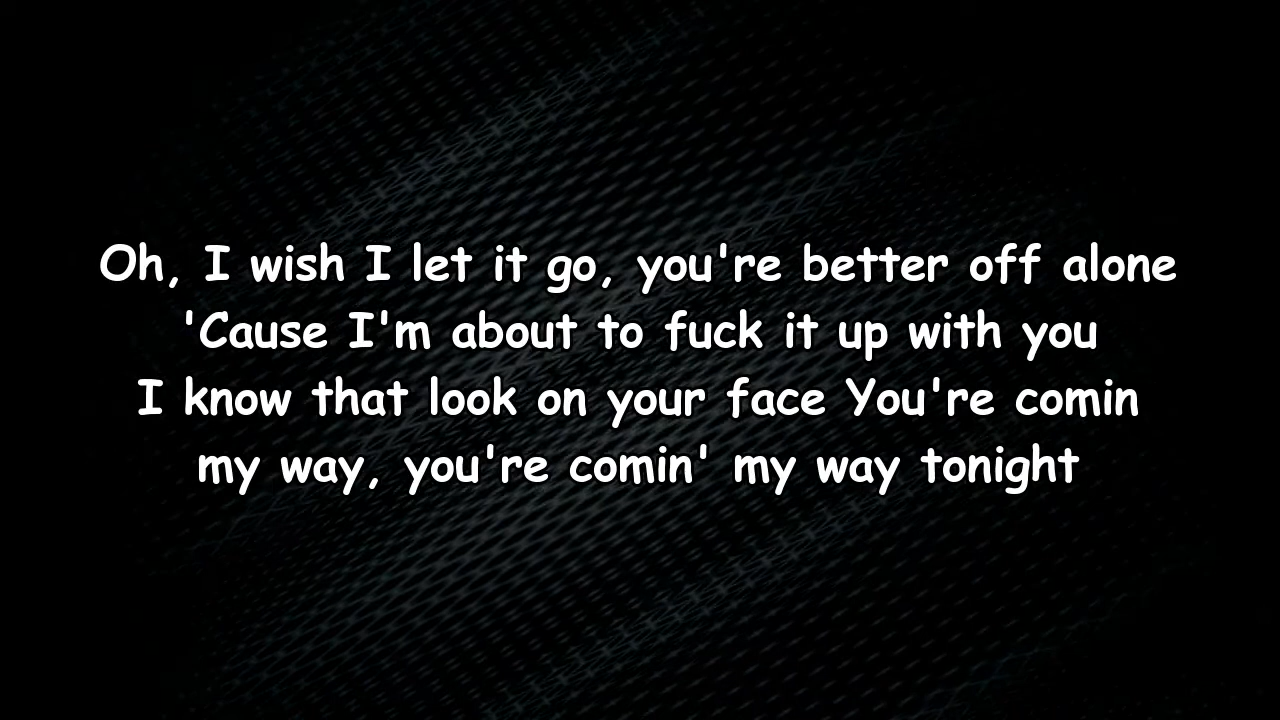 Oh, I wish I let it go, you're better off alone
'Cause I'm about to fuck it up with you
I know that look on your face You're comin
my way, you're comin' my way tonight